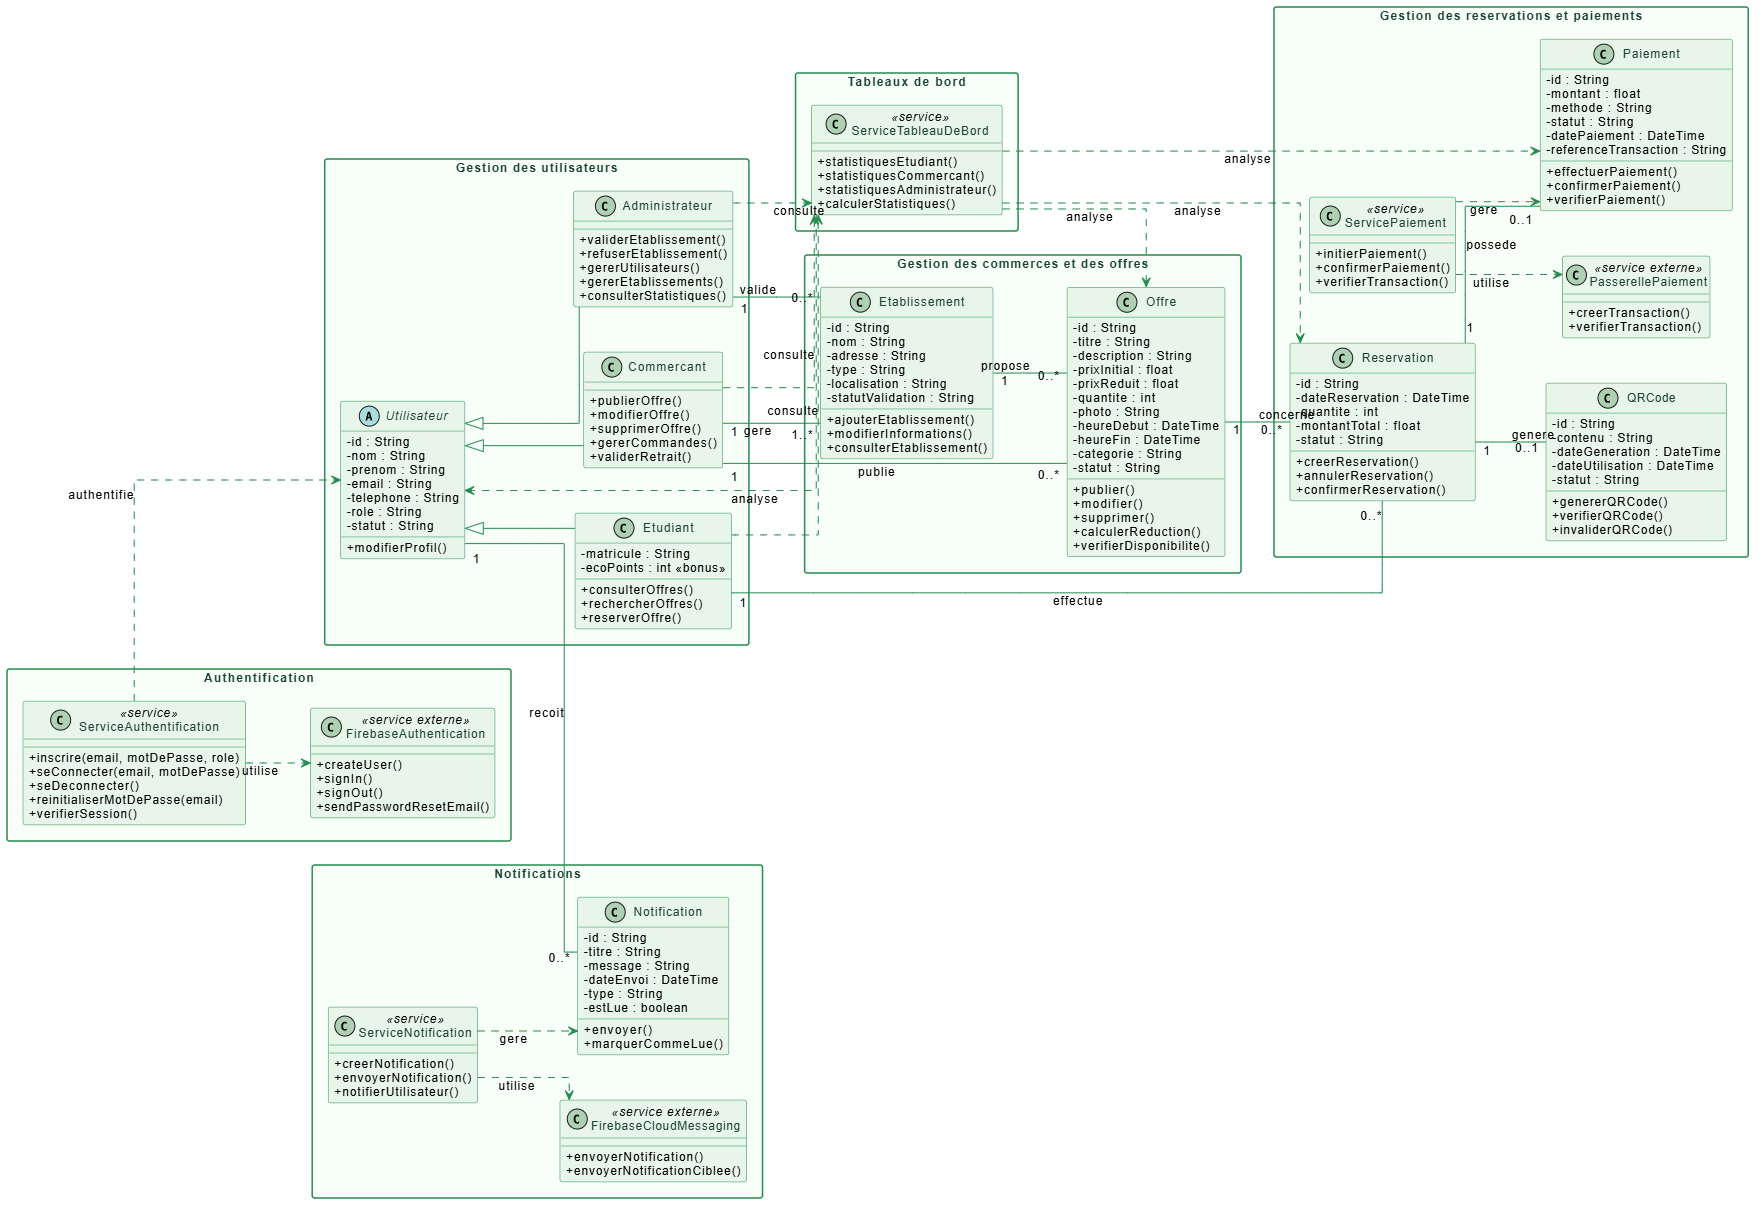 Gestion des reservations et paiements
C Paiement
-id : String
-montant : float
-methode : String
-statut : String
-datePaiement : DateTime
-referenceTransaction : String
+effectuerPaiement()
+confirmerPaiement()
+verifierPaiement()
Tableaux de bord
«service»
C ServiceTableauDeBord
+statistiquesEtudiant()
+statistiquesCommercant()
+statistiquesAdministrateur()
+calculerStatistiques()
analyse
analyse
analyse
Gestion des utilisateurs
C Administrateur
+validerEtablissement()
+refuserEtablissement()
+gererUtilisateurs()
+gererEtablissements()
+consulterStatistiques()
consulte
valide
1
0..*
«service»
C ServicePaiement
+initierPaiement()
+confirmerPaiement()
+verifierTransaction()
gere
0..1
possede
1
utilise
«service externe»
C PasserellePaiement
+creerTransaction()
+verifierTransaction()
Gestion des commerces et des offres
C Etablissement
-id : String
-nom : String
-adresse : String
-type : String
-localisation : String
-statutValidation : String
+ajouterEtablissement()
+modifierInformations()
+consulterEtablissement()
propose
1
0..*
C Offre
-id : String
-titre : String
-description : String
-prixInitial : float
-prixReduit : float
-quantite : int
-photo : String
-heureDebut : DateTime
-heureFin : DateTime
-categorie : String
-statut : String
+publier()
+modifier()
+supprimer()
+calculerReduction()
+verifierDisponibilite()
concerne
1
0..*
C Reservation
-id : String
-dateReservation : DateTime
-quantite : int
-montantTotal : float
-statut : String
+creerReservation()
+annulerReservation()
+confirmerReservation()
0..*
genere
1
0..1
C QRCode
-id : String
-contenu : String
-dateGeneration : DateTime
-dateUtilisation : DateTime
-statut : String
+genererQRCode()
+verifierQRCode()
+invaliderQRCode()
C Commercant
+publierOffre()
+modifierOffre()
+supprimerOffre()
+gererCommandes()
+validerRetrait()
consulte
consulte
1
gere
1..*
1
publie
0..*
analyse
A Utilisateur
-id : String
-nom : String
-prenom : String
-email : String
-telephone : String
-role : String
-statut : String
+modifierProfil()
1
C Etudiant
-matricule : String
-ecoPoints : int «bonus»
+consulterOffres()
+rechercherOffres()
+reserverOffre()
1
effectue
authentifie
Authentification
«service»
C ServiceAuthentification
+inscrire(email, motDePasse, role)
+seConnecter(email, motDePasse)
+seDeconnecter()
+reinitialiserMotDePasse(email)
+verifierSession()
utilise
«service externe»
C FirebaseAuthentication
+createUser()
+signIn()
+signOut()
+sendPasswordResetEmail()
recoit
Notifications
C Notification
-id : String
-titre : String
-message : String
-dateEnvoi : DateTime
-type : String
-estLue : boolean
+envoyer()
+marquerCommeLue()
0..*
«service»
C ServiceNotification
+creerNotification()
+envoyerNotification()
+notifierUtilisateur()
gere
utilise
«service externe»
C FirebaseCloudMessaging
+envoyerNotification()
+envoyerNotificationCiblee()